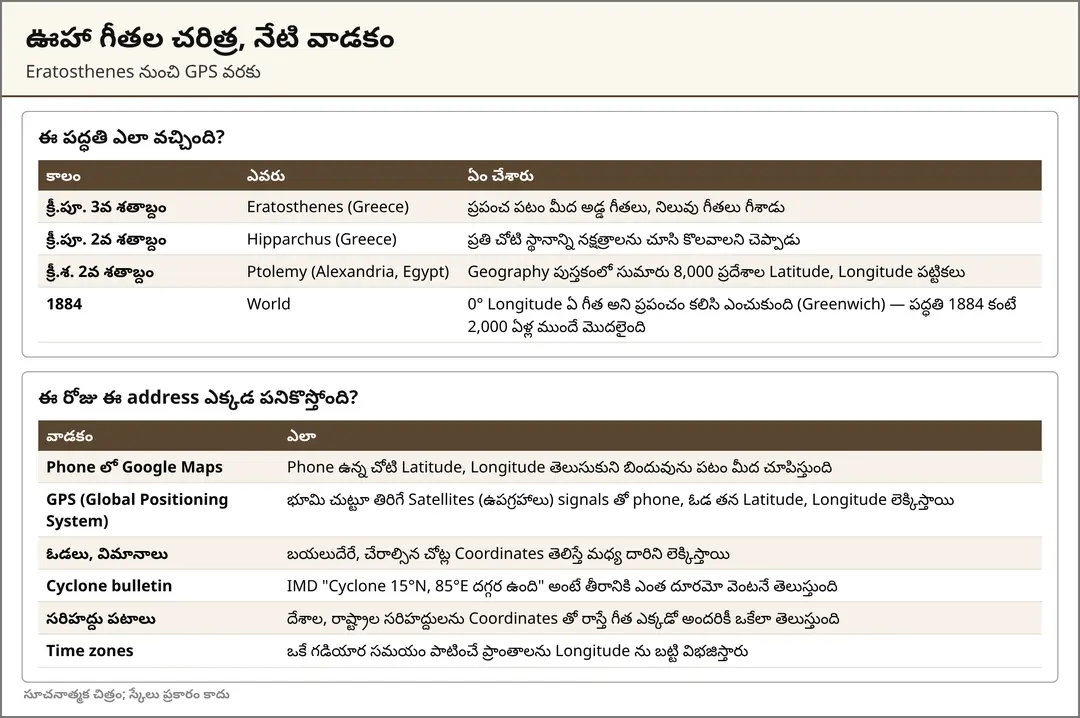 ఊహా గీతల చరిత్ర, నేటి వాడకం
Eratosthenes నుంచి GPS వరకు
ఈ పద్ధతి ఎలా వచ్చింది?
కాలం ఎవరు ఏం చేశారు
క్రీ.పూ. 3వ శతాబ్దం Eratosthenes (Greece) ప్రపంచ పటం మీద అడ్డ గీతలు, నిలువు గీతలు గీశాడు
క్రీ.పూ. 2వ శతాబ్దం Hipparchus (Greece) ప్రతి చోటి స్థానాన్ని నక్షత్రాలను చూసి కొలవాలని చెప్పాడు
క్రీ.శ. 2వ శతాబ్దం Ptolemy (Alexandria, Egypt) Geography పుస్తకంలో సుమారు 8,000 ప్రదేశాల Latitude, Longitude పట్టికలు
1884 World 0° Longitude ఏ గీత అని ప్రపంచం కలిసి ఎంచుకుంది (Greenwich) — పద్ధతి 1884 కంటే
2,000 ఏళ్ల ముందే మొదలైంది
ఈ రోజు ఈ address ఎక్కడ పనికొస్తోంది?
వాడకం ఎలా
Phone లో Google Maps Phone ఉన్న చోటి Latitude, Longitude తెలుసుకుని బిందువును పటం మీద చూపిస్తుంది
GPS (Global Positioning భూమి చుట్టూ తిరిగే Satellites (ఉపగ్రహాలు) signals తో phone, ఓడ తన Latitude, Longitude లెక్కిస్తాయి
System)
ఓడలు, విమానాలు బయలుదేరే, చేరాల్సిన చోట్ల Coordinates తెలిస్తే మధ్య దారిని లెక్కిస్తాయి
Cyclone bulletin IMD "Cyclone 15°N, 85°E దగ్గర ఉంది" అంటే తీరానికి ఎంత దూరమో వెంటనే తెలుస్తుంది
సరిహద్దు పటాలు దేశాల, రాష్ట్రాల సరిహద్దులను Coordinates తో రాస్తే గీత ఎక్కడో అందరికీ ఒకేలా తెలుస్తుంది
Time zones ఒకే గడియార సమయం పాటించే ప్రాంతాలను Longitude ను బట్టి విభజిస్తారు
సూచనాత్మక చిత్రం; స్కేలు ప్రకారం కాదు